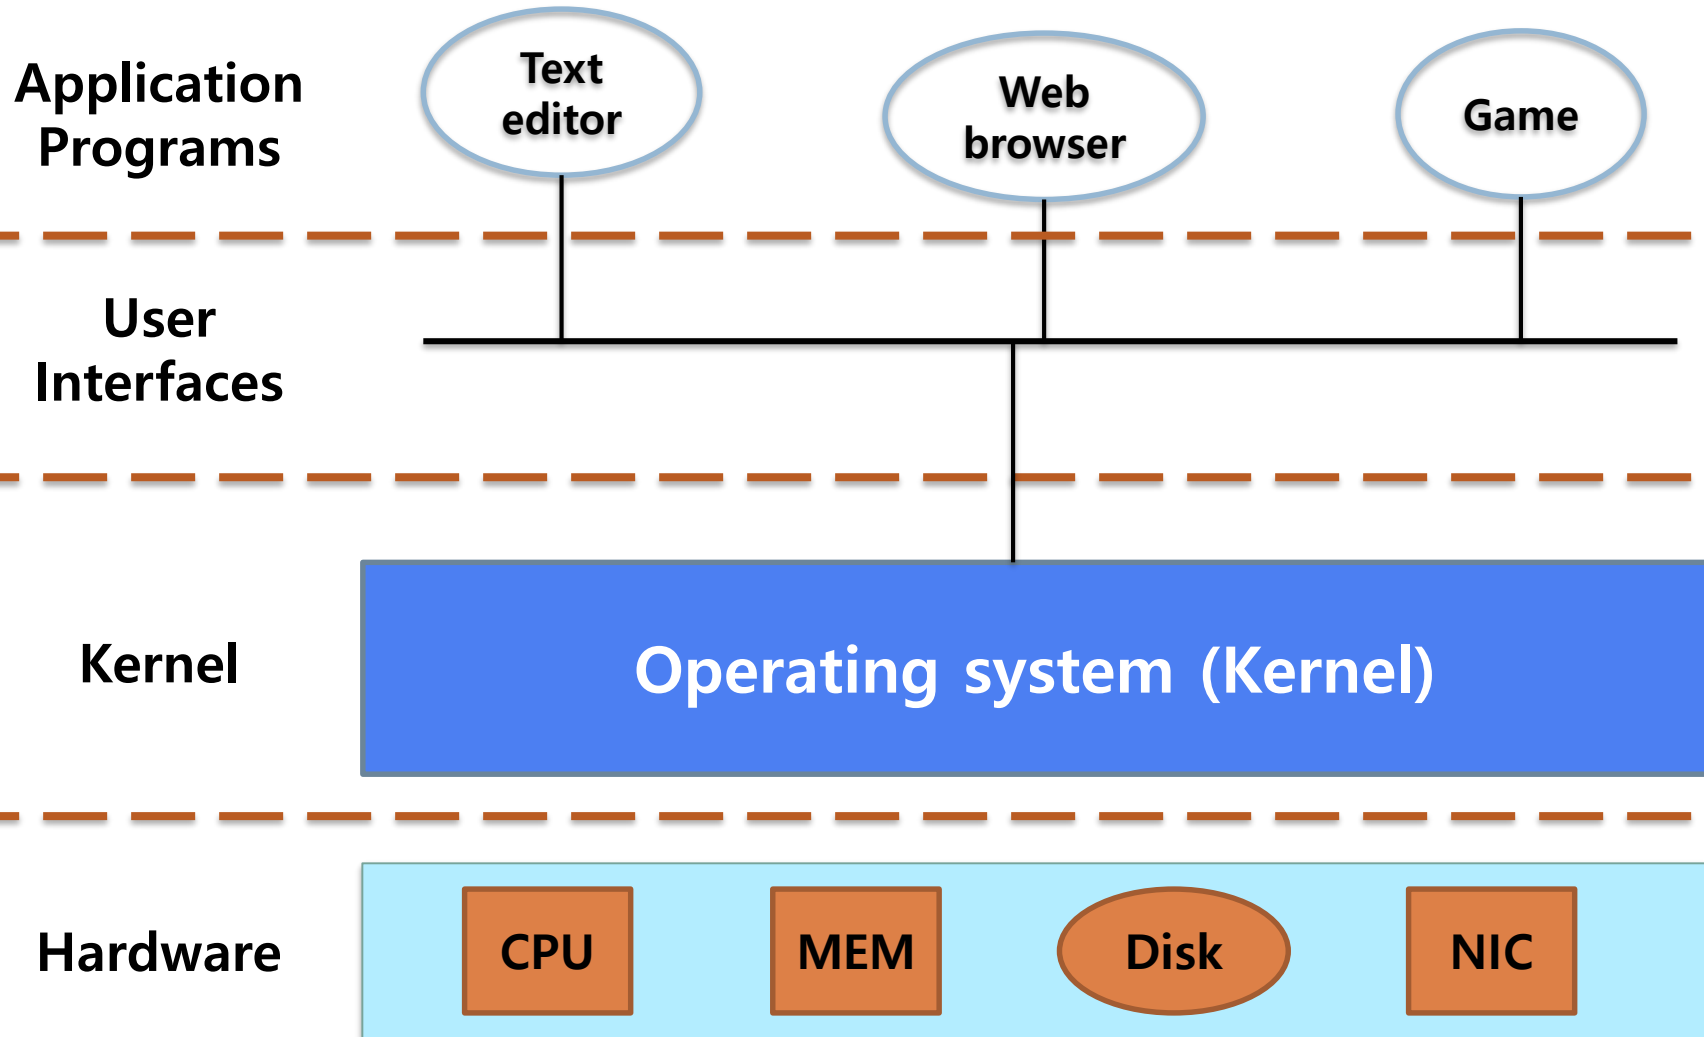 Application
Programs
Text
editor
Web
browser
Game
User
Interfaces
Kernel
Operating system (Kernel)
Hardware
CPU
MEM
Disk
NIC